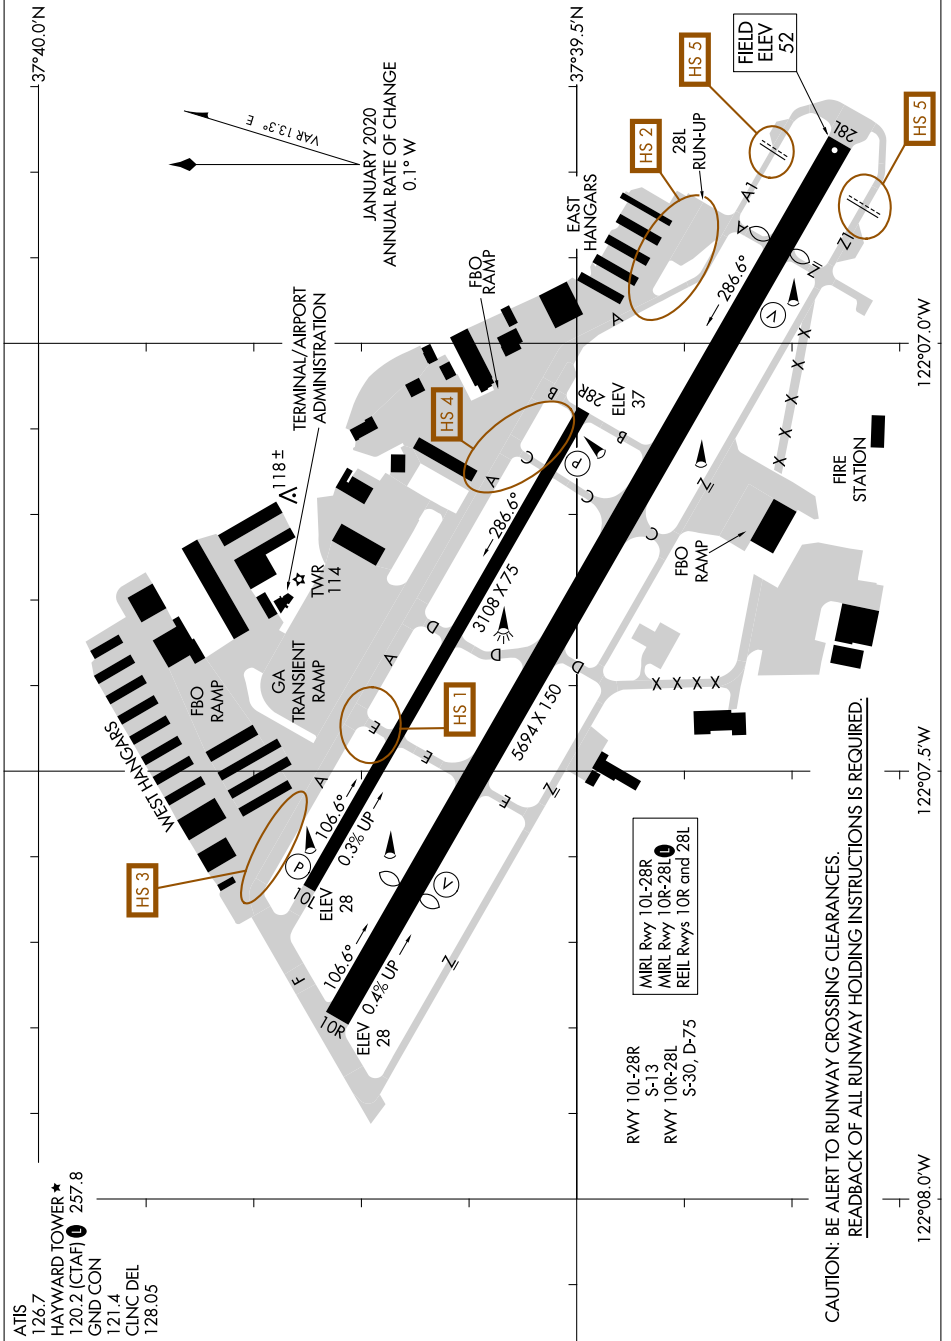 ATIS
126.7
HAYWARD TOWER ★
120.2 (CTAF) L 257.8
GND CON
121.4
CLNC DEL
128.05
37°40.0'N
37°39.5'N
VAR 13.3° E
JANUARY 2020
ANNUAL RATE OF CHANGE
0.1° W
HS 3
WEST HANGARS
FBO
RAMP
GA
TRANSIENT
RAMP
TWR
114
118±
TERMINAL/AIRPORT
ADMINISTRATION
FBO
RAMP
HS 4
EAST
HANGARS
HS 2
28L
RUN-UP
HS 5
FIELD
ELEV
52
HS 5
HS 1
F
A
A
A
A
A
A1
B
B
C
C
C
D
D
D
E
E
E
Z
Z
Z
Z
Z1
P
P
V
V
10L
ELEV
28
106.6°
0.3% UP
3108 X 75
286.6°
28R
ELEV
37
10R
ELEV
28
106.6°
0.4% UP
5694 X 150
286.6°
28L
X X X X
X X X X X
FBO
RAMP
FIRE
STATION
RWY 10L-28R
S-13
RWY 10R-28L
S-30, D-75
MIRL Rwy 10L-28R
MIRL Rwy 10R-28L L
REIL Rwys 10R and 28L
CAUTION: BE ALERT TO RUNWAY CROSSING CLEARANCES.
READBACK OF ALL RUNWAY HOLDING INSTRUCTIONS IS REQUIRED.
122°08.0'W
122°07.5'W
122°07.0'W